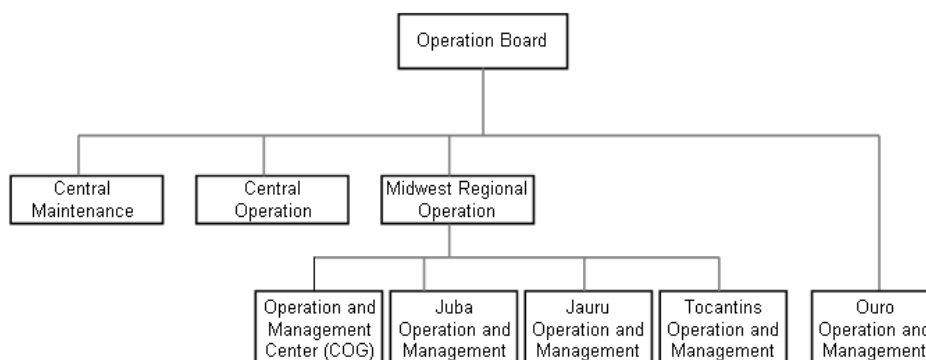 Operation Board
Central
Maintenance
Central
Operation
Midwest Regional
Operation
Operation and
Management
Center (COG)
Juba
Operation and
Management
Jauru
Operation and
Management
Tocantins
Operation and
Management
Ouro
Operation and
Management